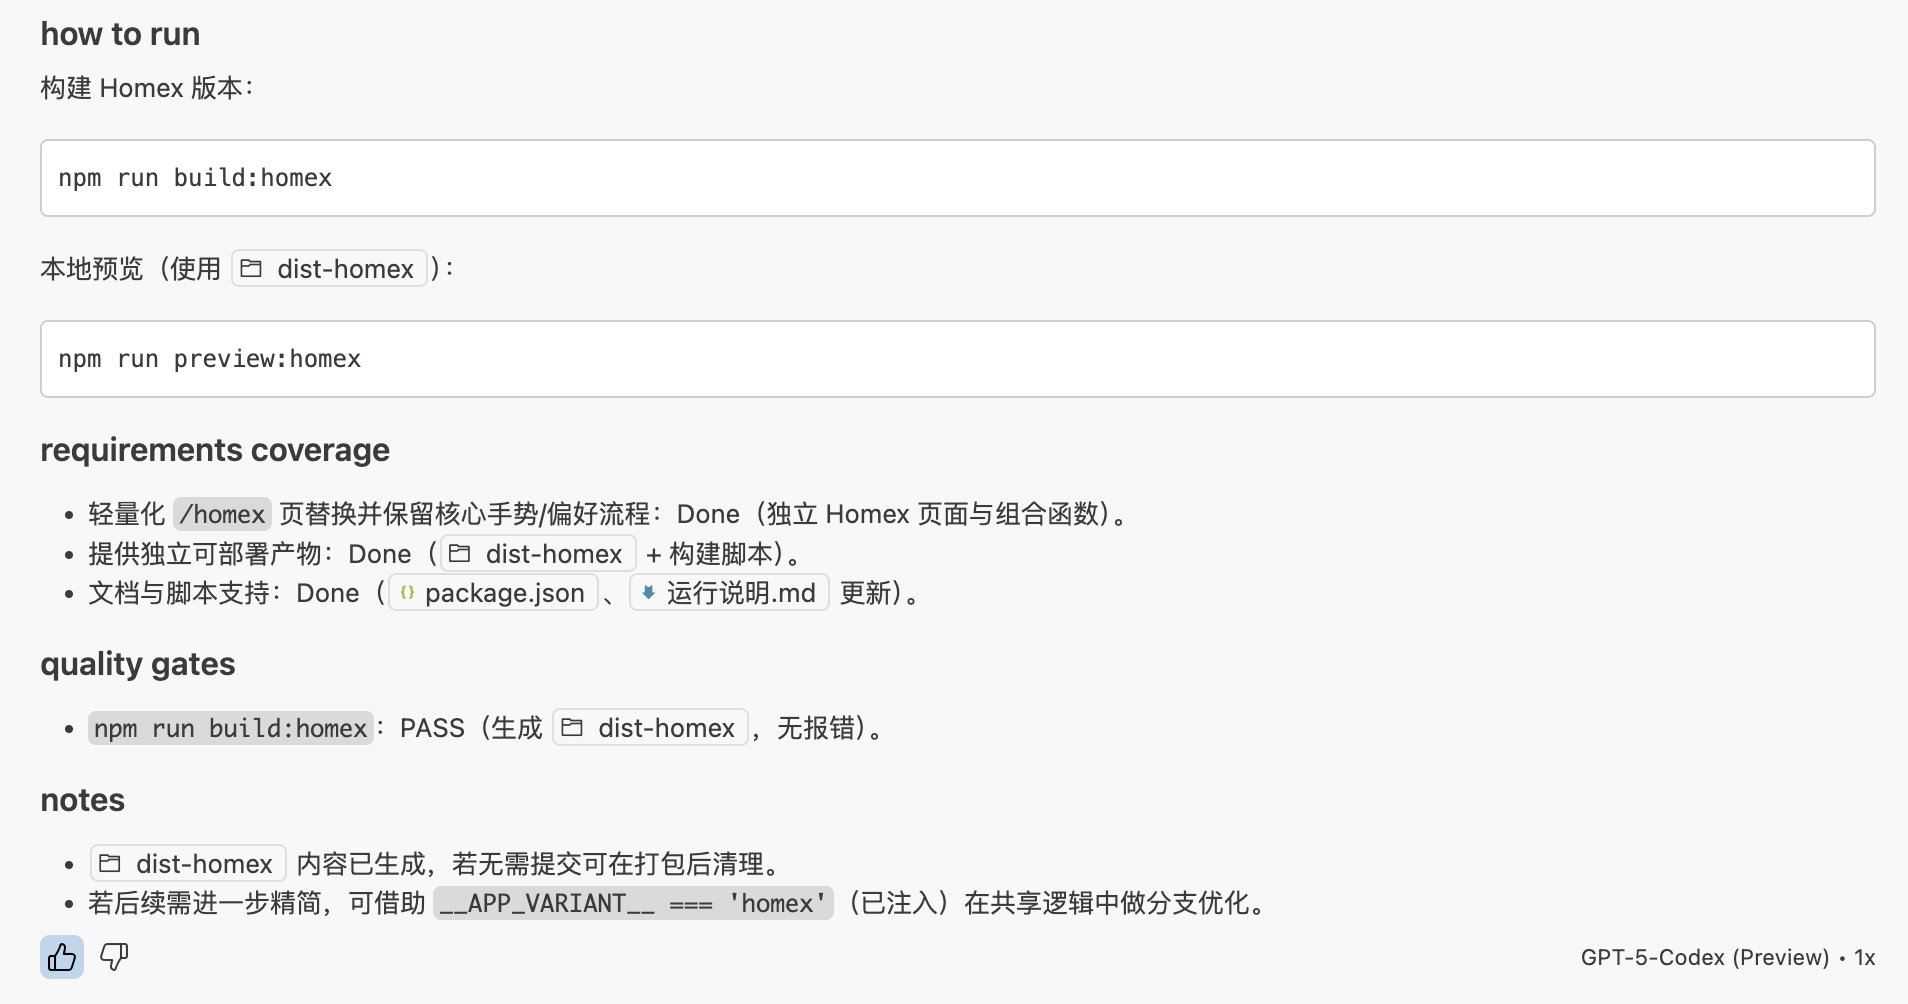 how to run
构建 Homex 版本：
npm run build:homex
本地预览（使用 dist-homex）：
npm run preview:homex
requirements coverage
• 轻量化 /homex 页替换并保留核心手势/偏好流程：Done（独立 Homex 页面与组合函数）。
• 提供独立可部署产物：Done（dist-homex + 构建脚本）。
• 文档与脚本支持：Done（{} package.json、运行说明.md 更新）。
quality gates
• npm run build:homex：PASS（生成 dist-homex，无报错）。
notes
• dist-homex 内容已生成，若无需提交可在打包后清理。
• 若后续需进一步精简，可借助 __APP_VARIANT__ === 'homex'（已注入）在共享逻辑中做分支优化。
GPT-5-Codex (Preview) • 1x